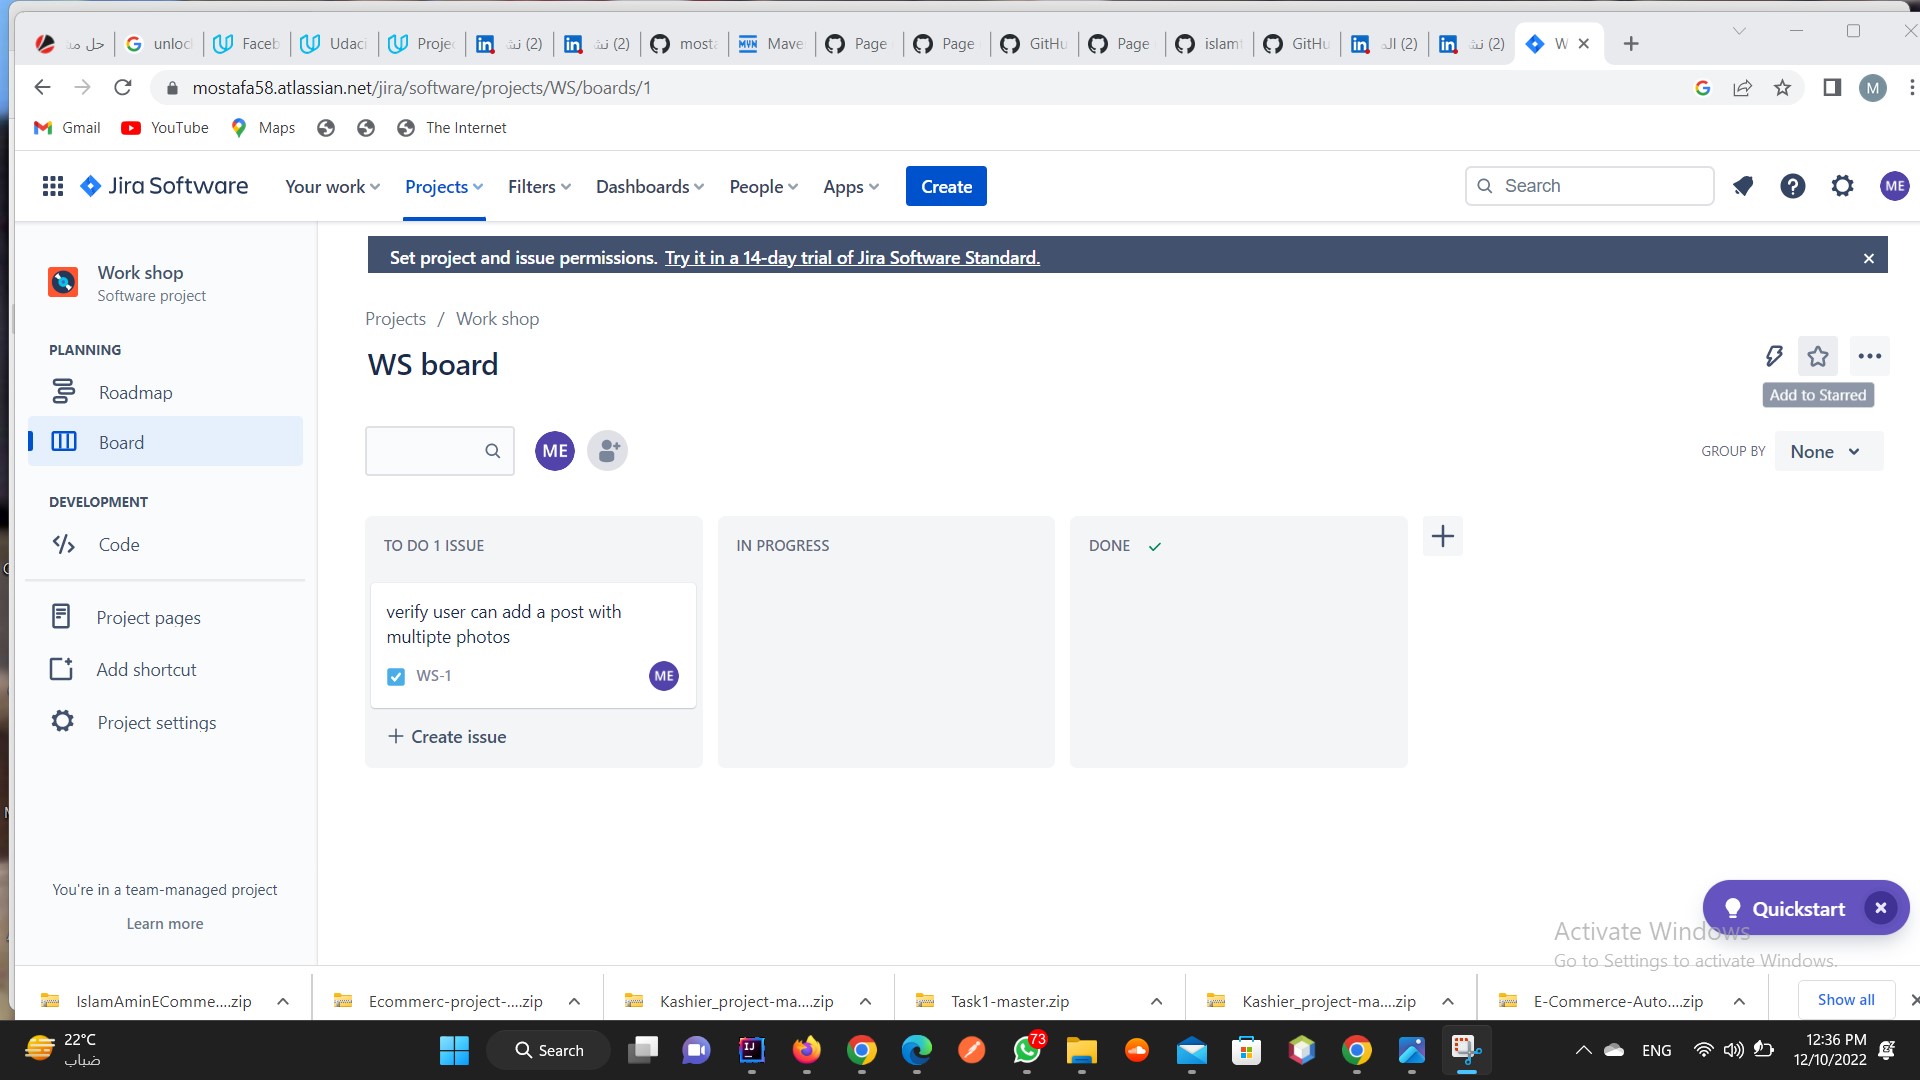 حل مش
unloc
Faceb
Udaci
Projec
(2) نش
(2) نش
mosta
Mave
Page
Page
GitHu
Page
islam
GitHu
(2) الـ
(2) نش
W
mostafa58.atlassian.net/jira/software/projects/WS/boards/1
M
Gmail
YouTube
Maps
The Internet
Jira Software
Your work
Projects
Filters
Dashboards
People
Apps
Create
Search
ME
Work shop
Software project
Set project and issue permissions. Try it in a 14-day trial of Jira Software Standard.
Projects / Work shop
WS board
Add to Starred
PLANNING
Roadmap
Board
ME
GROUP BY
None
DEVELOPMENT
Code
TO DO 1 ISSUE
IN PROGRESS
DONE
verify user can add a post with
multipte photos
WS-1
ME
Create issue
Project pages
Add shortcut
Project settings
You're in a team-managed project
Learn more
Quickstart
Activate Windows
Go to Settings to activate Windows.
IslamAminEComme....zip
Ecommerc-project-....zip
Kashier_project-ma....zip
Task1-master.zip
Kashier_project-ma....zip
E-Commerce-Auto....zip
Show all
22°C
ضباب
Search
73
ENG
12:36 PM
12/10/2022